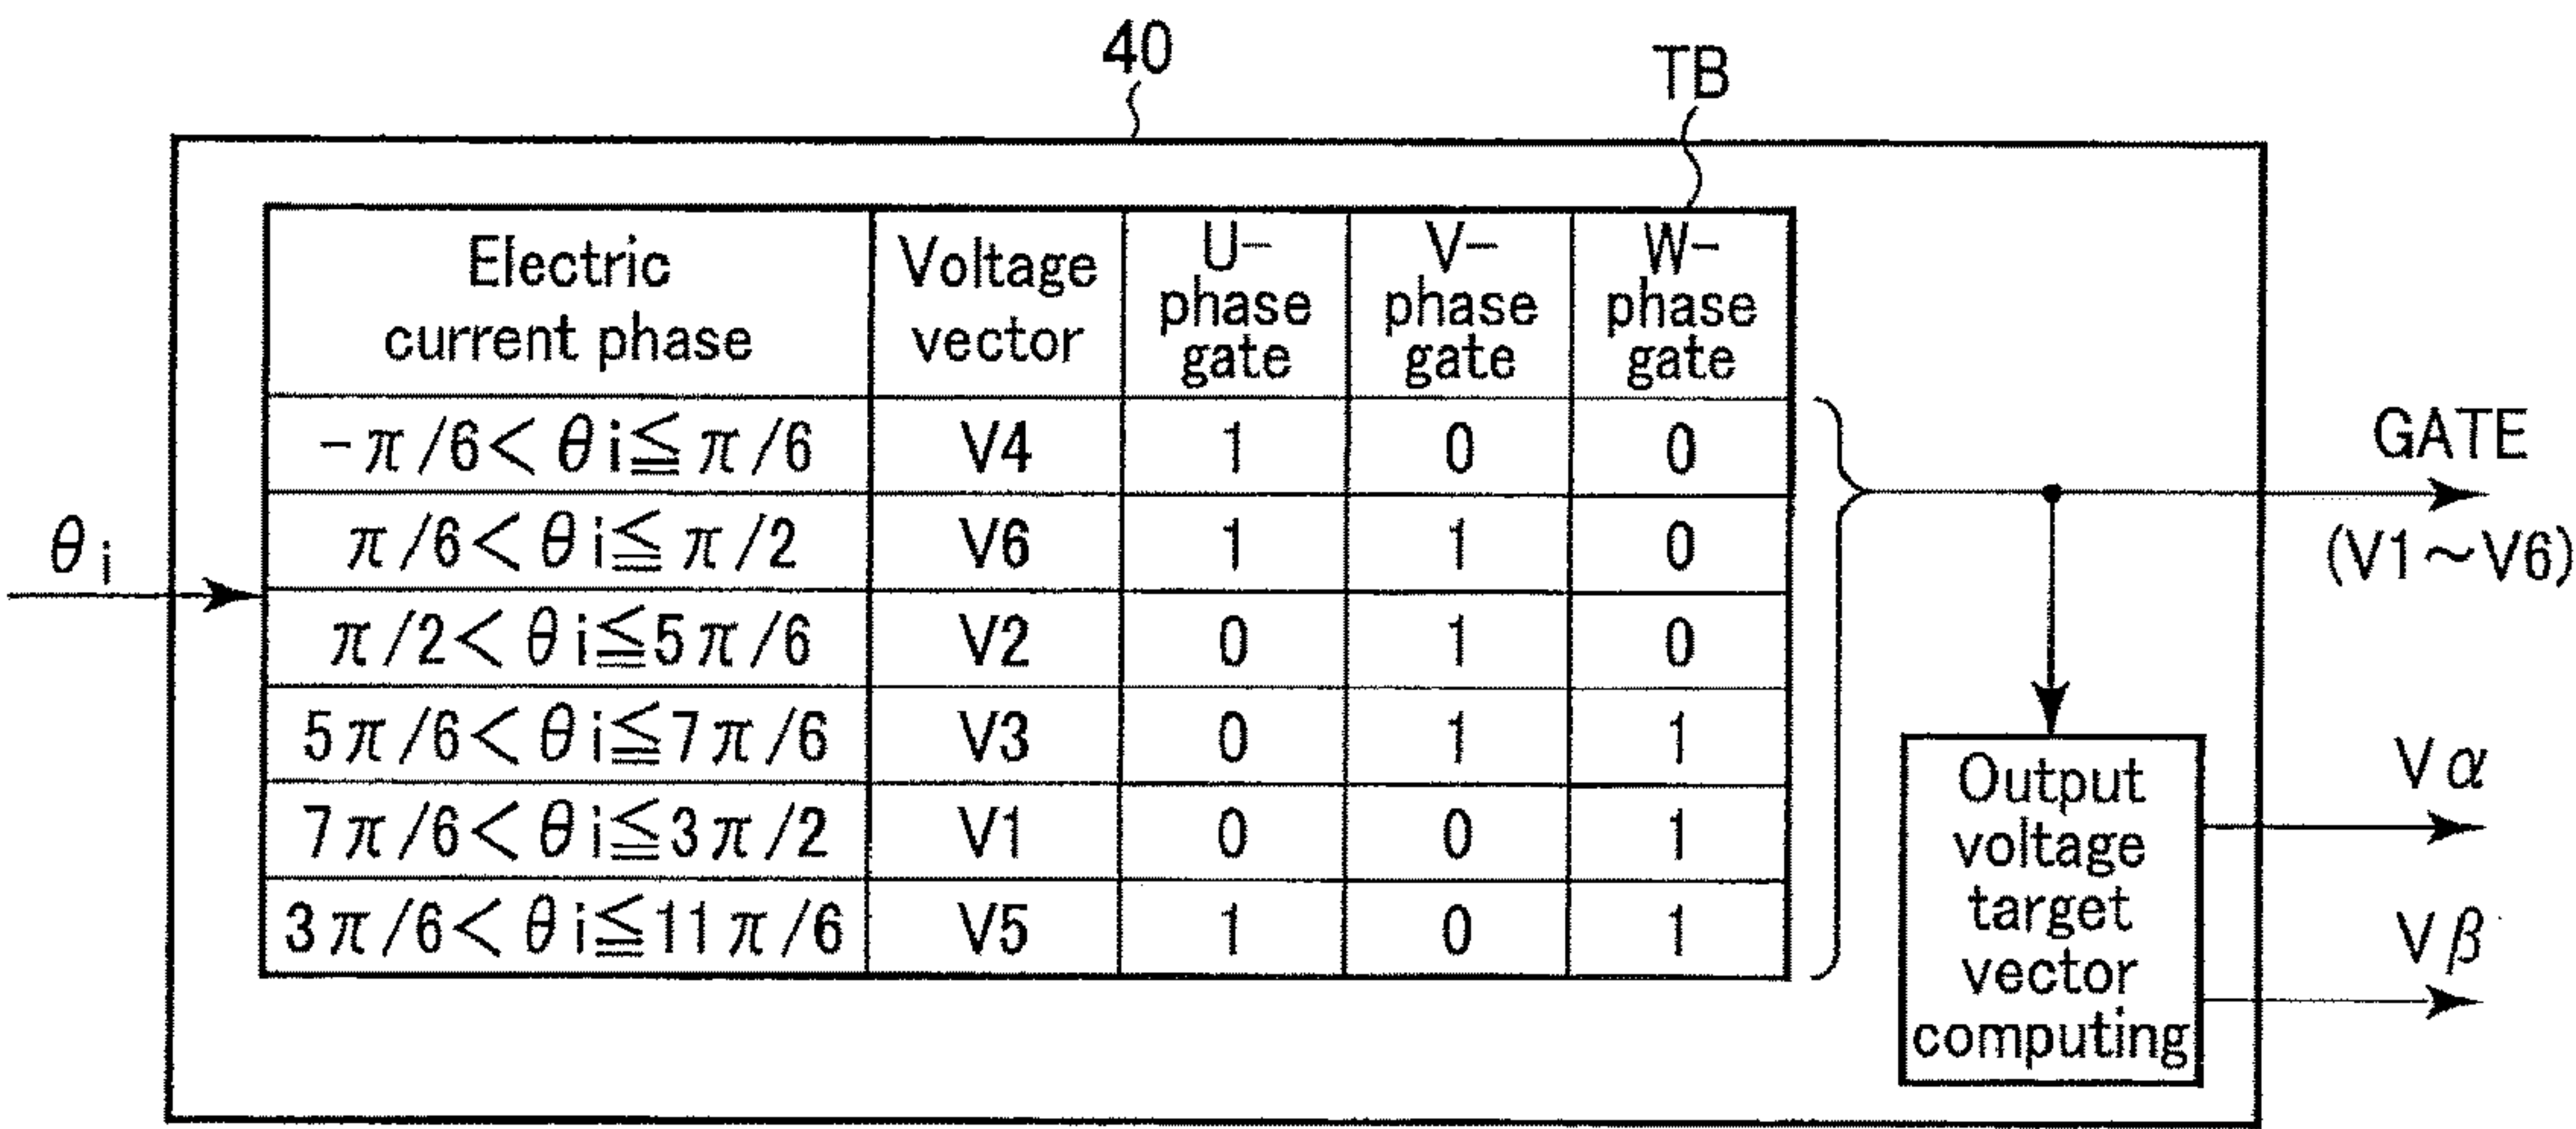 40
TB
Electric
current phase
Voltage
vector
U-
phase
gate
V-
phase
gate
W-
phase
gate
-π/6< θi≦π/6 V4 1 0 0
π/6< θi≦π/2 V6 1 1 0
π/2< θi≦5π/6 V2 0 1 0
5π/6< θi≦7π/6 V3 0 1 1
7π/6< θi≦3π/2 V1 0 0 1
3π/6< θi≦11π/6 V5 1 0 1
θi
GATE
(V1~V6)
Output
voltage
target
vector
computing
Vα
Vβ